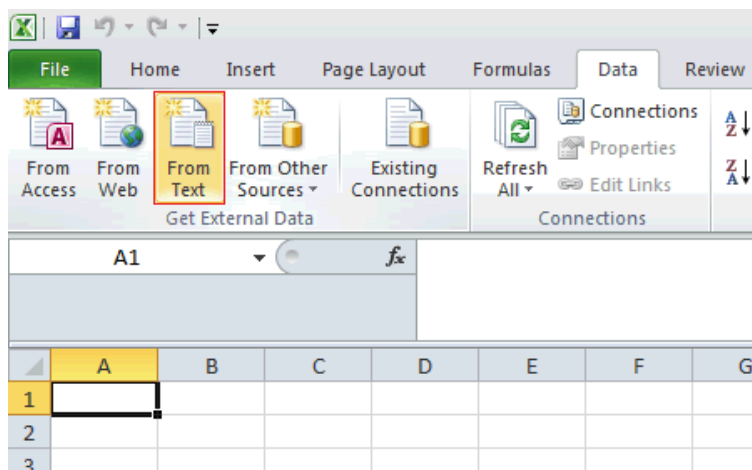 File Home Insert Page Layout Formulas Data Review
From Access
From Web
From Text
From Other Sources
Existing Connections
Get External Data
Refresh All
Connections
Properties
Edit Links
Connections
A1 fx
A B C D E F G
1
2
3